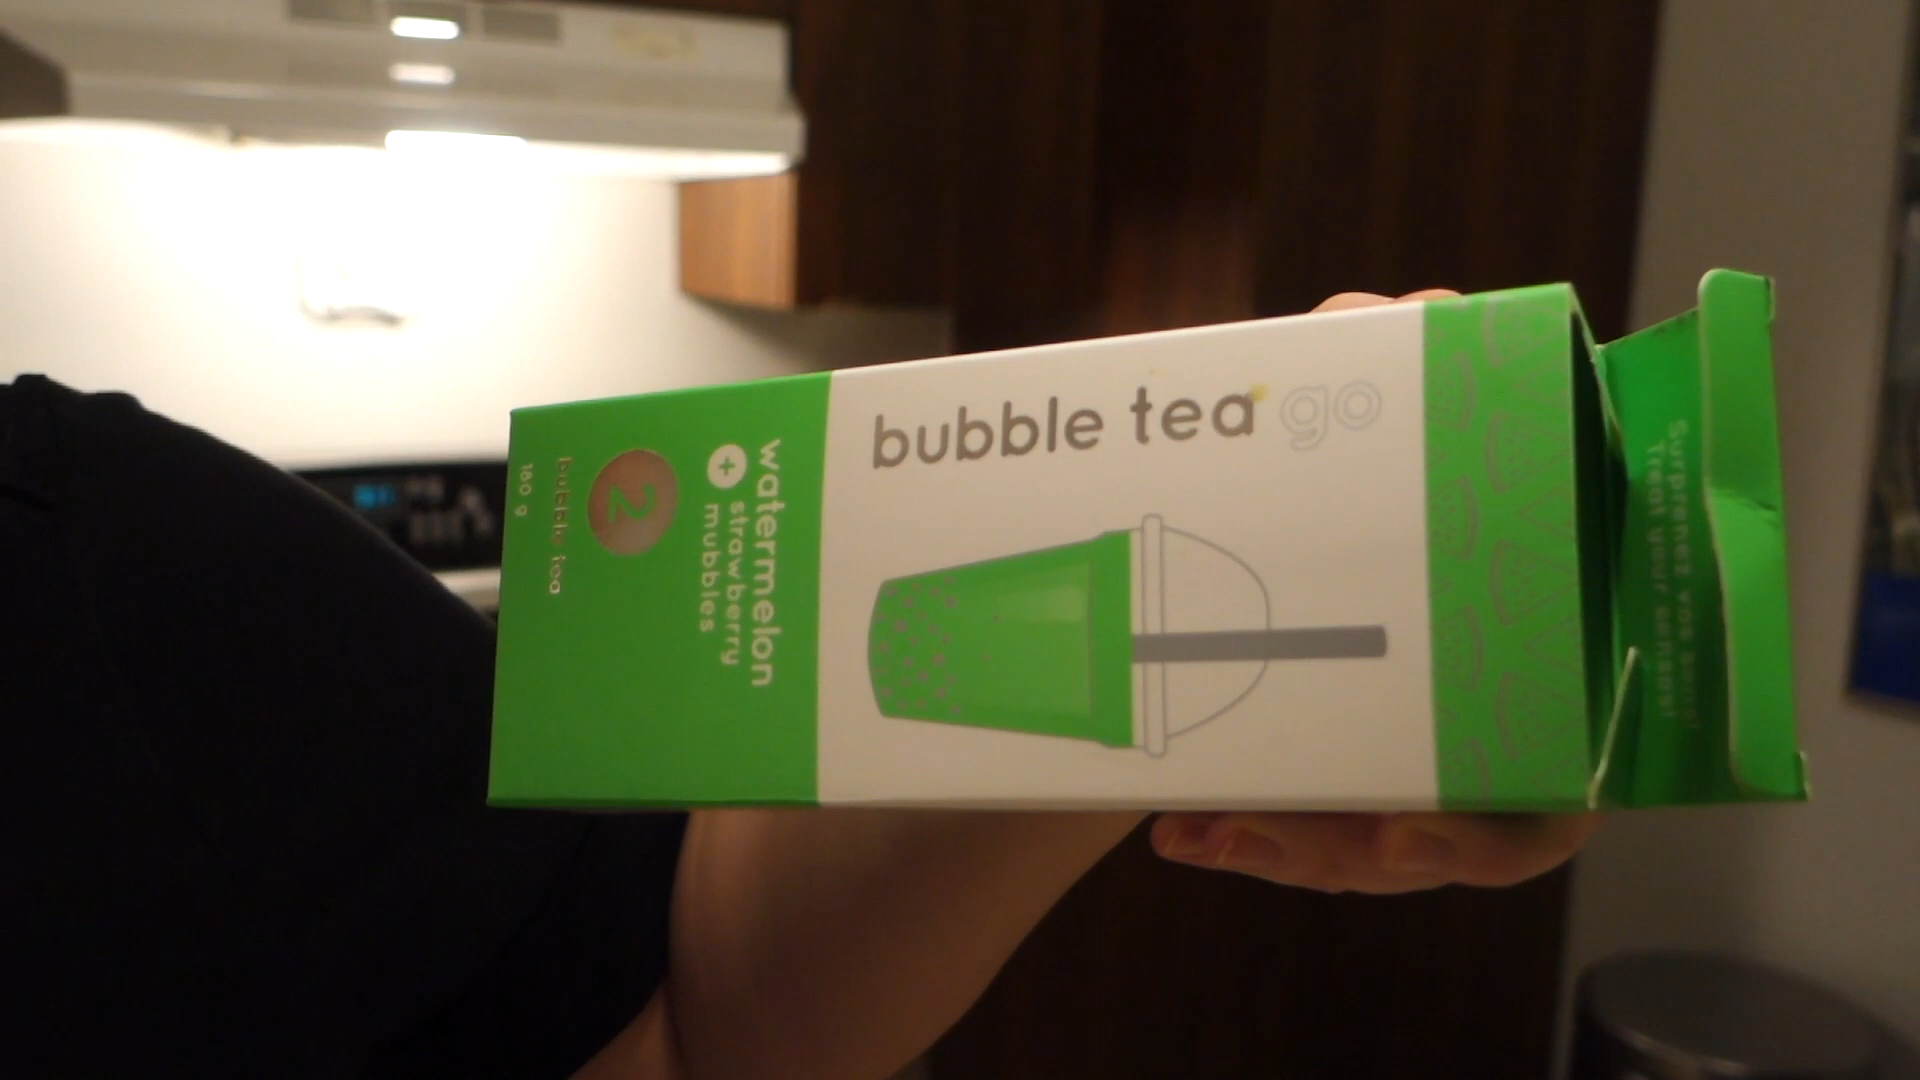 bubble tea go
watermelon
+ strawberry
mubbles
2
bubble tea
180 g
Surprenez vos sens!
Treat your senses!